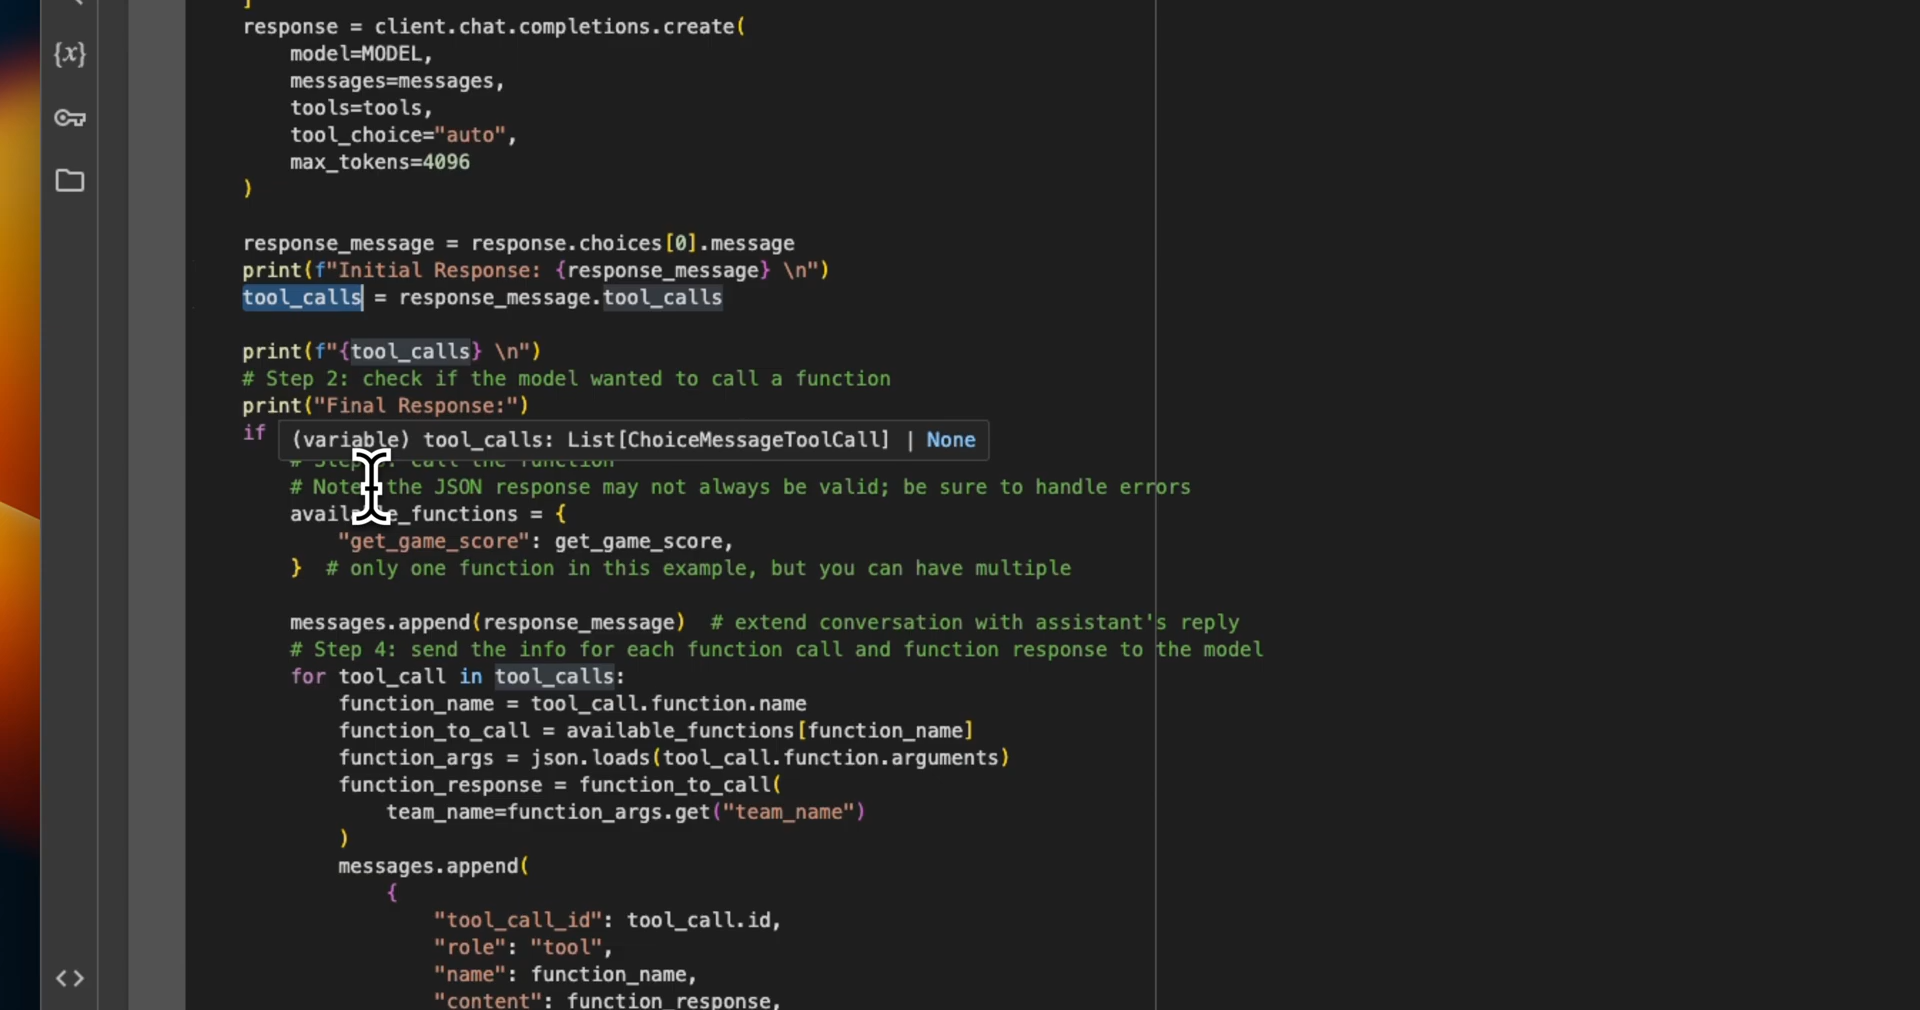 ]
response = client.chat.completions.create(
model=MODEL,
messages=messages,
tools=tools,
tool_choice="auto",
max_tokens=4096
)
response_message = response.choices[0].message
print(f"Initial Response: {response_message} \n")
tool_calls = response_message.tool_calls
print(f"{tool_calls} \n")
# Step 2: check if the model wanted to call a function
print("Final Response:")
if
(variable) tool_calls: List[ChoiceMessageToolCall] | None
# Step call the function
# Note the JSON response may not always be valid; be sure to handle errors
available_functions = {
"get_game_score": get_game_score,
} # only one function in this example, but you can have multiple
messages.append(response_message) # extend conversation with assistant's reply
# Step 4: send the info for each function call and function response to the model
for tool_call in tool_calls:
function_name = tool_call.function.name
function_to_call = available_functions[function_name]
function_args = json.loads(tool_call.function.arguments)
function_response = function_to_call(
team_name=function_args.get("team_name")
)
messages.append(
{
"tool_call_id": tool_call.id,
"role": "tool",
"name": function_name,
"content": function_response,